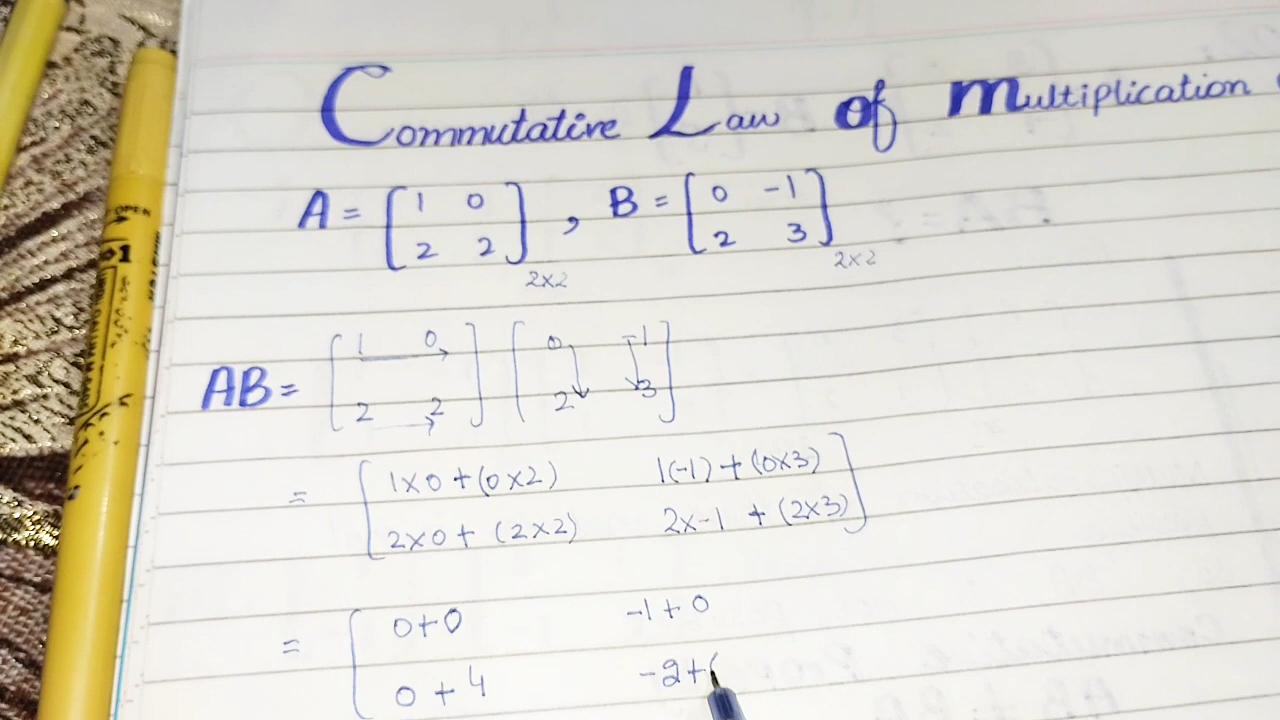 Commutative Law of Multiplication
A = [1 0 2 2] 2x2, B = [0 -1 2 3] 2x2
AB = [1 0 2 2] [0 -1 2 3]
= [1x0+(0x2) 1(-1)+(0x3)
2x0+(2x2) 2x-1+(2x3)]
= [0+0 -1+0
0+4 -2+
OPEN